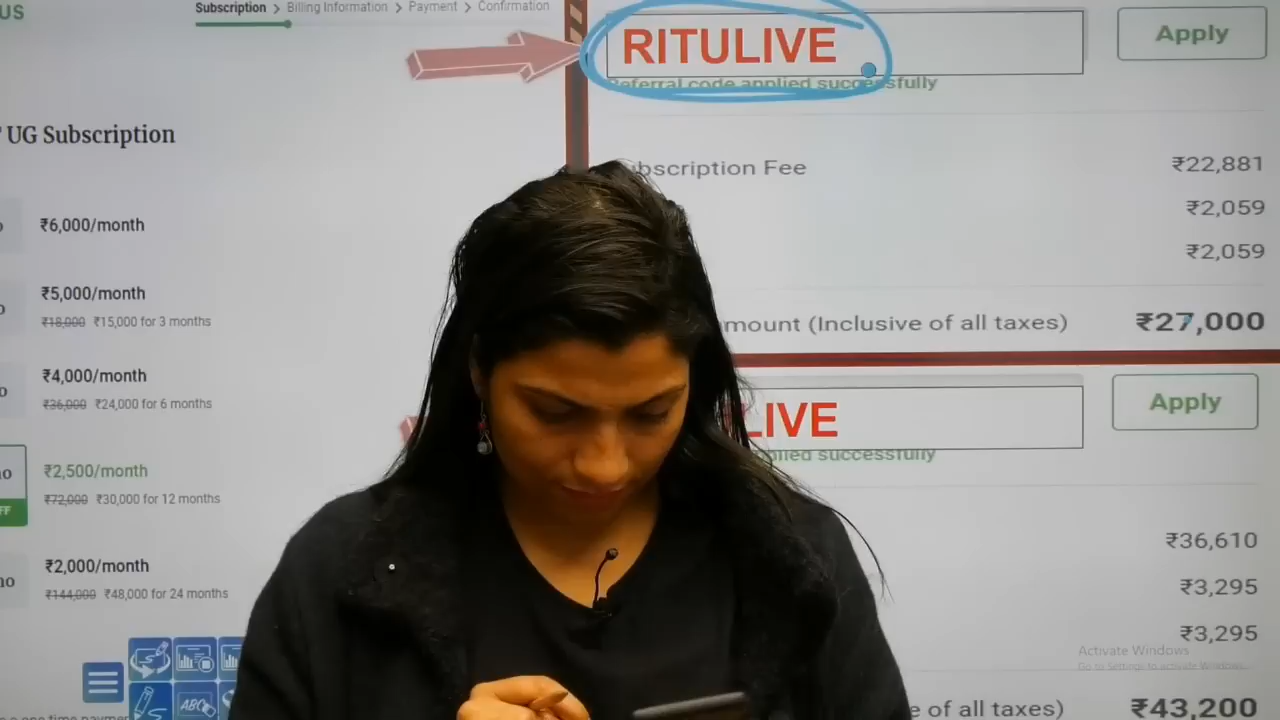 US
Subscription > Billing Information > Payment > Confirmation
UG Subscription
₹6,000/month
₹5,000/month
₹18,000 ₹15,000 for 3 months
₹4,000/month
₹36,000 ₹24,000 for 6 months
₹2,500/month
₹72,000 ₹30,000 for 12 months
₹2,000/month
₹144,000 ₹48,000 for 24 months
ABC
RITULIVE
Apply
Referral code applied successfully
ubscription Fee ₹22,881
₹2,059
₹2,059
mount (Inclusive of all taxes) ₹27,000
LIVE
Apply
plied successfully
₹36,610
₹3,295
₹3,295
Activate Windows
Go to Settings to activate Windows.
e of all taxes) ₹43,200